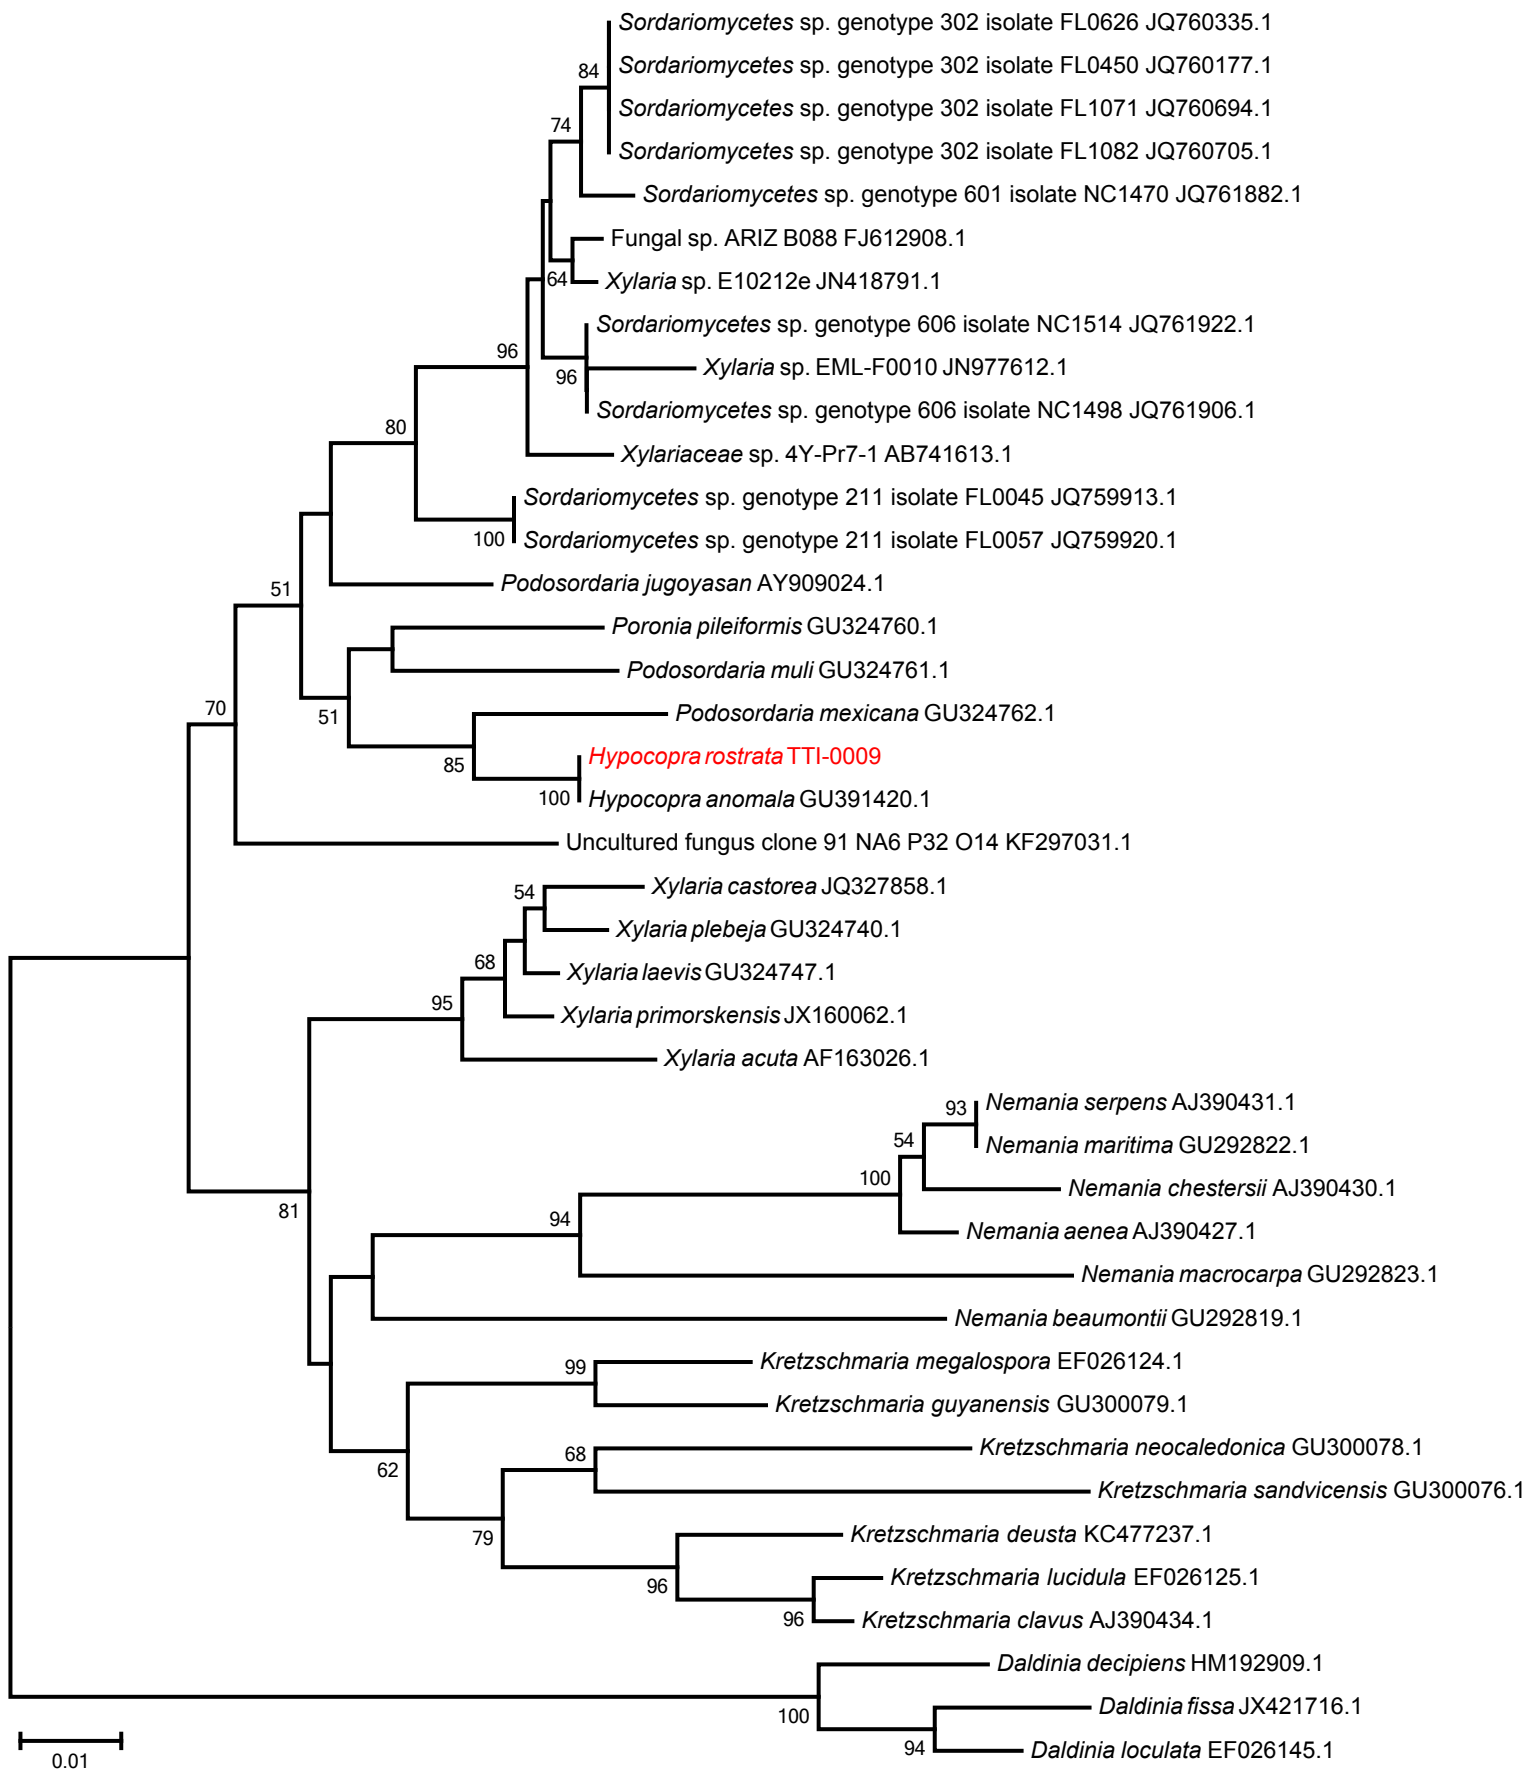 Sordariomycetes sp. genotype 302 isolate FL0626 JQ760335.1
84
Sordariomycetes sp. genotype 302 isolate FL0450 JQ760177.1
Sordariomycetes sp. genotype 302 isolate FL1071 JQ760694.1
74
Sordariomycetes sp. genotype 302 isolate FL1082 JQ760705.1
Sordariomycetes sp. genotype 601 isolate NC1470 JQ761882.1
Fungal sp. ARIZ B088 FJ612908.1
64
Xylaria sp. E10212e JN418791.1
Sordariomycetes sp. genotype 606 isolate NC1514 JQ761922.1
96
Xylaria sp. EML-F0010 JN977612.1
96
Sordariomycetes sp. genotype 606 isolate NC1498 JQ761906.1
80
Xylariaceae sp. 4Y-Pr7-1 AB741613.1
Sordariomycetes sp. genotype 211 isolate FL0045 JQ759913.1
100
Sordariomycetes sp. genotype 211 isolate FL0057 JQ759920.1
51
Podosordaria jugoyasan AY909024.1
Poronia pileiformis GU324760.1
Podosordaria muli GU324761.1
70
51
Podosordaria mexicana GU324762.1
85
Hypocopra rostrata TTI-0009
100
Hypocopra anomala GU391420.1
Uncultured fungus clone 91 NA6 P32 O14 KF297031.1
54
Xylaria castorea JQ327858.1
Xylaria plebeja GU324740.1
68
Xylaria laevis GU324747.1
95
Xylaria primorskensis JX160062.1
Xylaria acuta AF163026.1
93
Nemania serpens AJ390431.1
54
Nemania maritima GU292822.1
100
Nemania chestersii AJ390430.1
81
94
Nemania aenea AJ390427.1
Nemania macrocarpa GU292823.1
Nemania beaumontii GU292819.1
99
Kretzschmaria megalospora EF026124.1
Kretzschmaria guyanensis GU300079.1
62
68
Kretzschmaria neocaledonica GU300078.1
Kretzschmaria sandvicensis GU300076.1
79
Kretzschmaria deusta KC477237.1
96
Kretzschmaria lucidula EF026125.1
96
Kretzschmaria clavus AJ390434.1
Daldinia decipiens HM192909.1
100
Daldinia fissa JX421716.1
94
Daldinia loculata EF026145.1
0.01